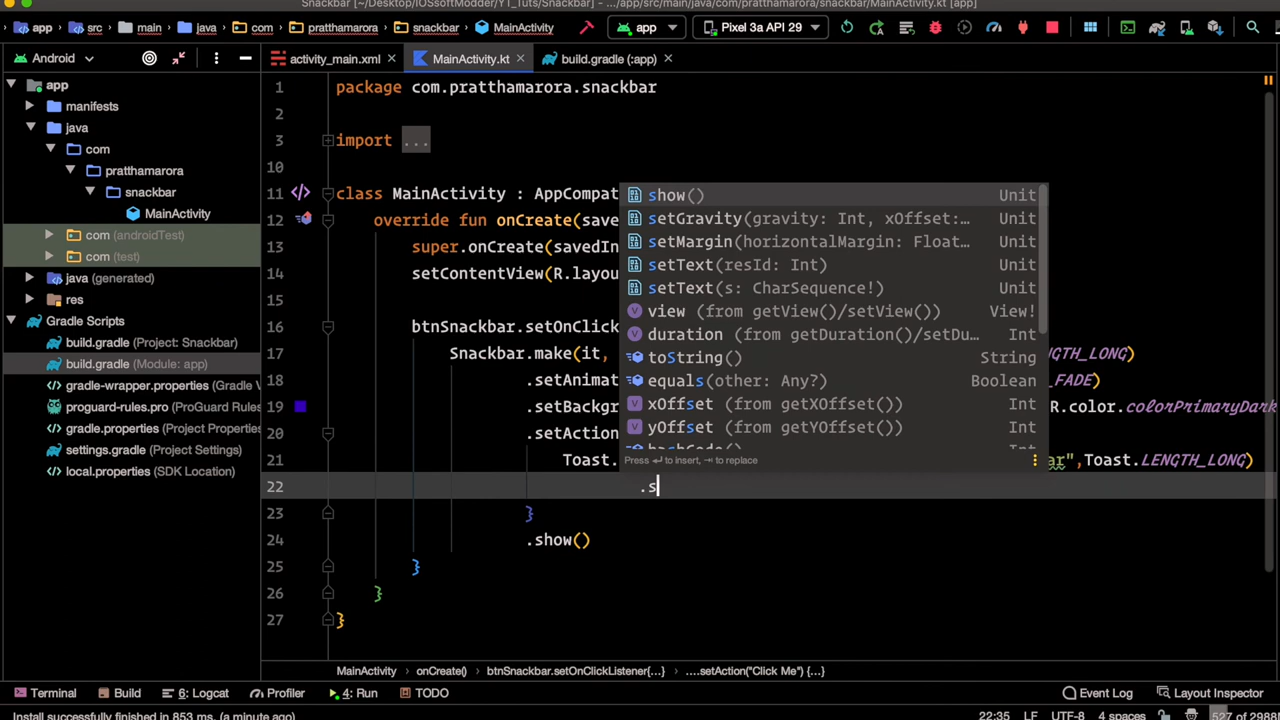 Snackbar [~/Desktop/IOSsoftModder/YT_Tuts/Snackbar] - .../app/src/main/java/com/pratthamarora/snackbar/MainActivity.kt [app]
app src main java com pratthamarora snackbar MainActivity app Pixel 3a API 29
Android activity_main.xml MainActivity.kt build.gradle (:app)
app
manifests
java
com
pratthamarora
snackbar
MainActivity
com (androidTest)
com (test)
java (generated)
res
Gradle Scripts
build.gradle (Project: Snackbar)
build.gradle (Module: app)
gradle-wrapper.properties (Gradle V
proguard-rules.pro (ProGuard Rules
gradle.properties (Project Properties)
settings.gradle (Project Settings)
local.properties (SDK Location)
1 package com.pratthamarora.snackbar
2
3 import ...
10
11 class MainActivity : AppCompat
12 override fun onCreate(save
13 super.onCreate(savedIn
14 setContentView(R.layou
15
16 btnSnackbar.setOnClick
17 Snackbar.make(it, NGTH_LONG)
18 .setAnimat _FADE)
19 .setBackgr R.color.colorPrimaryDark
20 .setAction
21 Toast. ar",Toast.LENGTH_LONG)
22 .s
23 }
24 .show()
25 }
26 }
27 }
show() Unit
setGravity(gravity: Int, xOffset:... Unit
setMargin(horizontalMargin: Float... Unit
setText(resId: Int) Unit
setText(s: CharSequence!) Unit
view (from getView()/setView()) View!
duration (from getDuration()/setDu... Int
toString() String
equals(other: Any?) Boolean
xOffset (from getXOffset()) Int
yOffset (from getYOffset()) Int
hashCode() Int
Press ↵ to insert, ⇥ to replace
MainActivity onCreate() btnSnackbar.setOnClickListener{...} ....setAction("Click Me") {...}
Terminal Build 6: Logcat Profiler 4: Run TODO Event Log Layout Inspector
Install successfully finished in 853 ms. (a minute ago) 22:35 LF UTF-8 4 spaces 527 of 2988